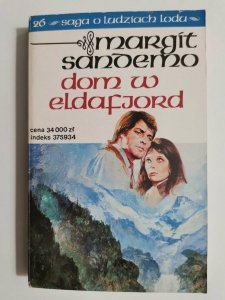 26 saga o ludziach lodu
margit
sandemo
dom w
eldafjord
cena 34 000 zł
indeks 375934